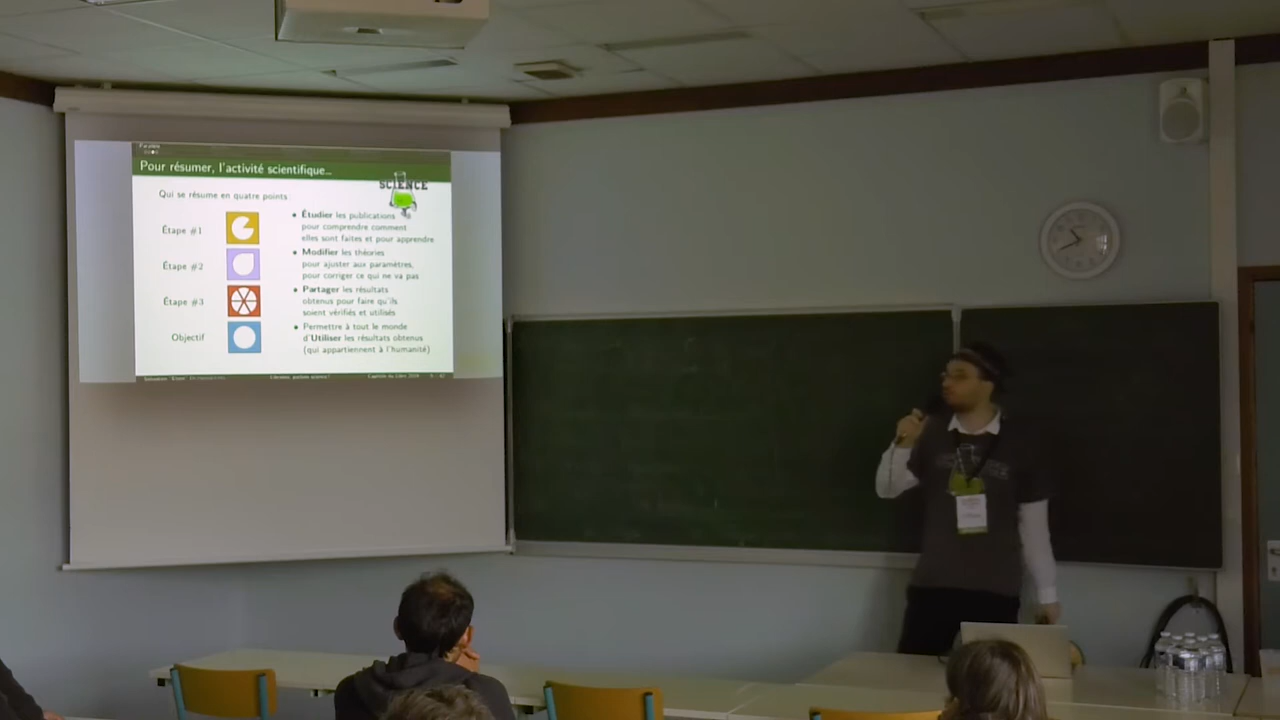 Parallèle
Pour résumer, l'activité scientifique...
SCIENCE
Qui se résume en quatre points :
Étape #1
• Étudier les publications
pour comprendre comment
elles sont faites et pour apprendre
Étape #2
• Modifier les théories
pour ajuster aux paramètres,
pour corriger ce qui ne va pas
Étape #3
• Partager les résultats
obtenus pour faire qu'ils
soient vérifiés et utilisés
Objectif
• Permettre à tout le monde
d'Utiliser les résultats obtenus
(qui appartiennent à l'humanité)